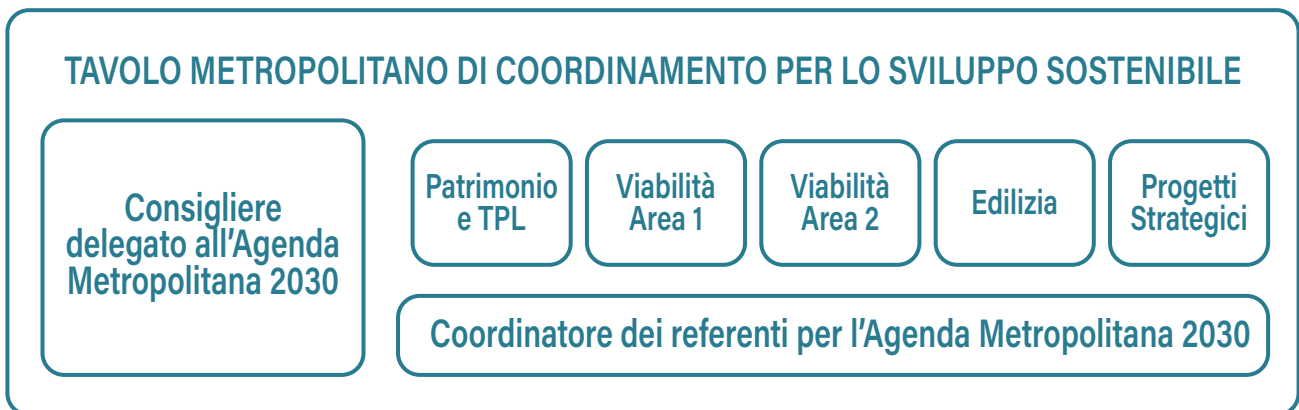 TAVOLO METROPOLITANO DI COORDINAMENTO PER LO SVILUPPO SOSTENIBILE
Consigliere
delegato all'Agenda
Metropolitana 2030
Patrimonio
e TPL
Viabilità
Area 1
Viabilità
Area 2
Edilizia
Progetti
Strategici
Coordinatore dei referenti per l'Agenda Metropolitana 2030